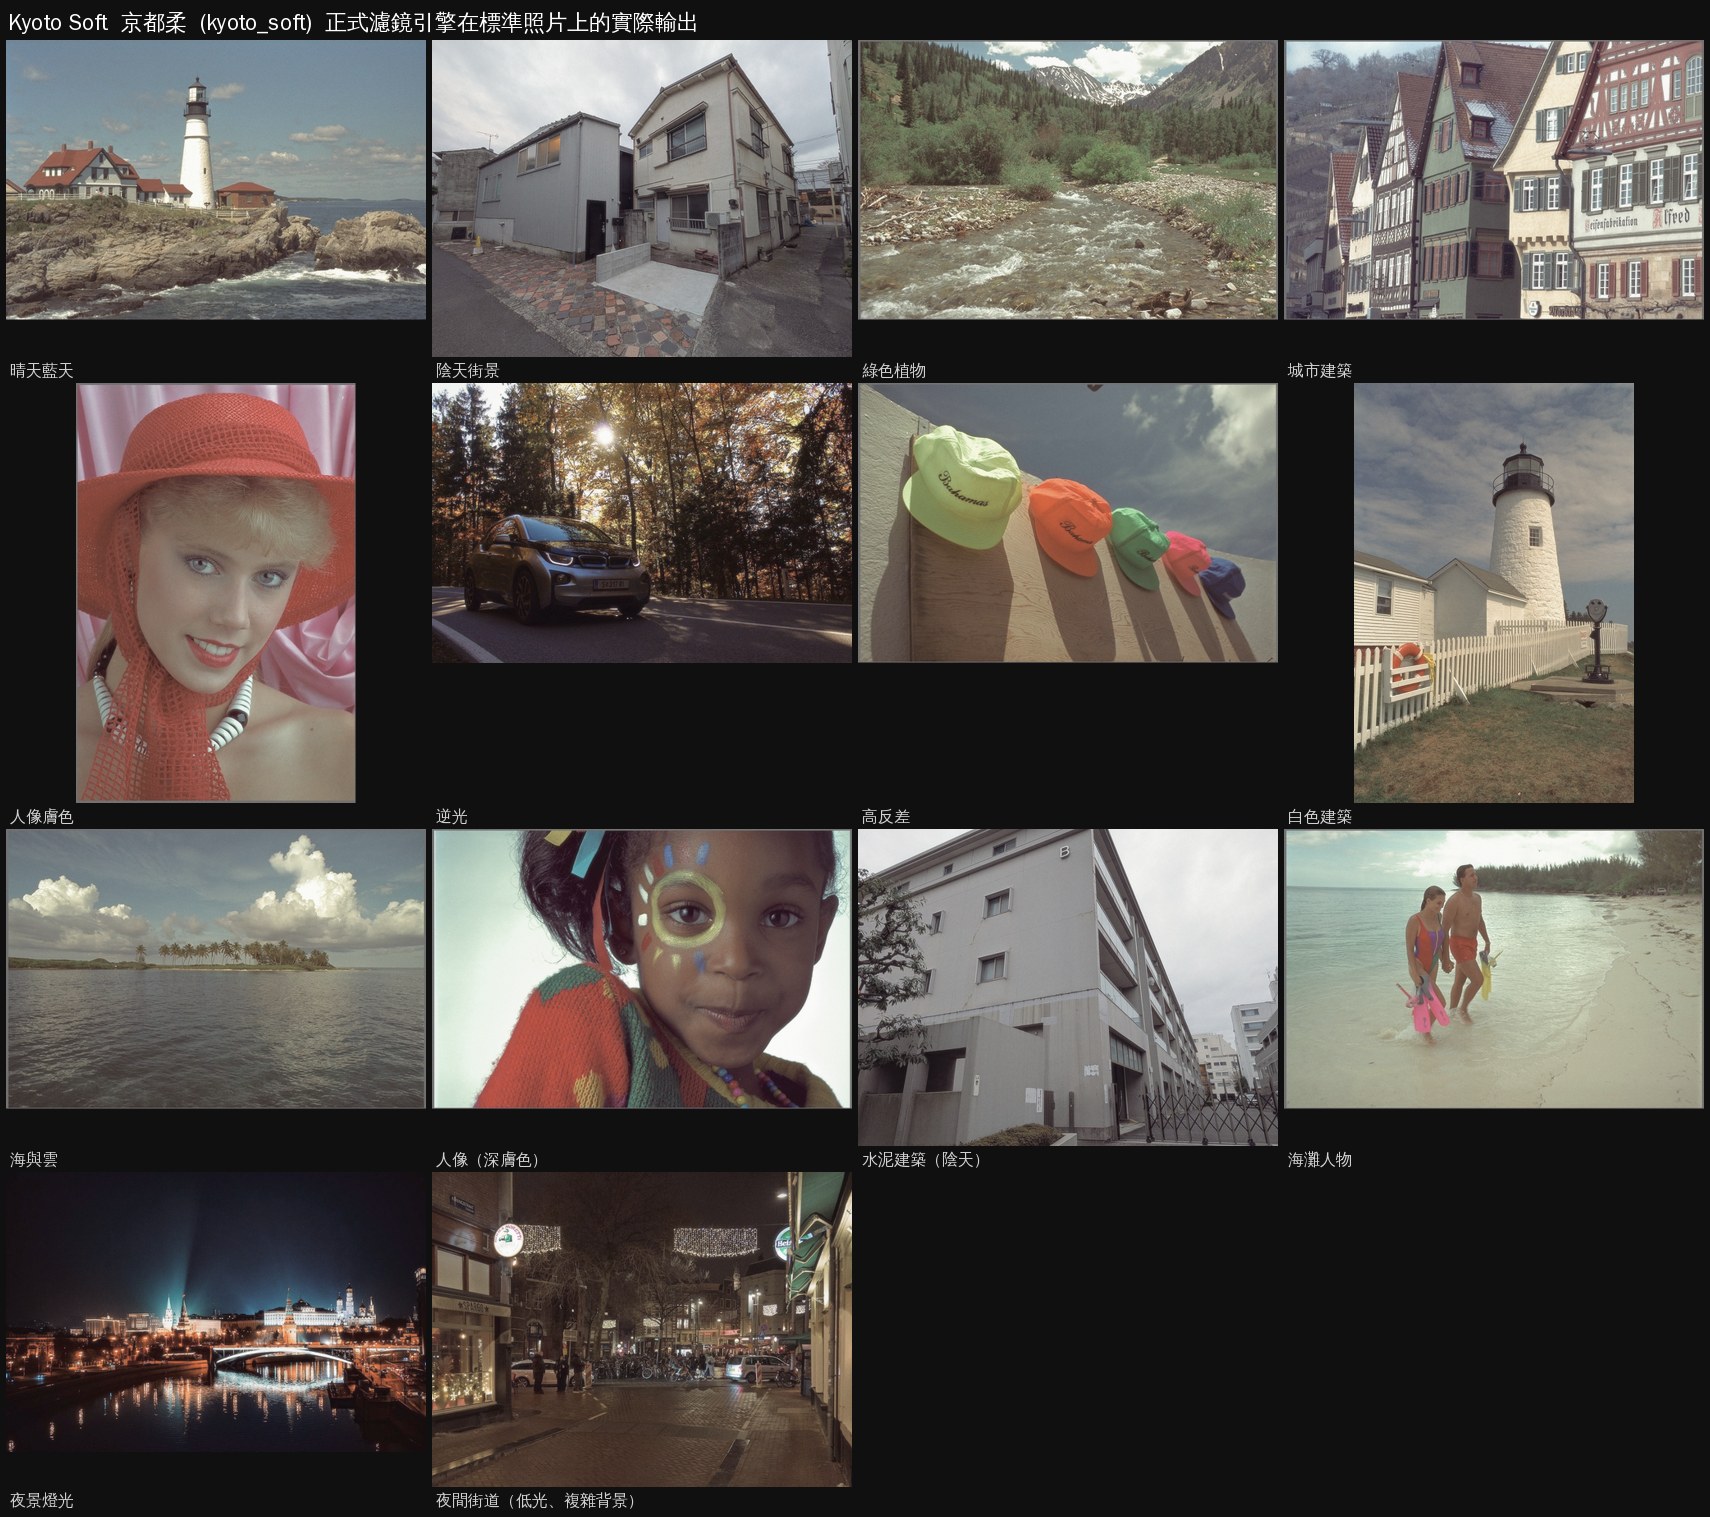 Kyoto Soft 京都柔 (kyoto_soft) 正式濾鏡引擎在標準照片上的實際輸出
晴天藍天
陰天街景
綠色植物
Alfred
城市建築
Bahamas
人像膚色
逆光
高反差
白色建築
B
海與雲
人像（深膚色）
水泥建築（陰天）
海灘人物
夜景燈光
夜間街道（低光、複雜背景）